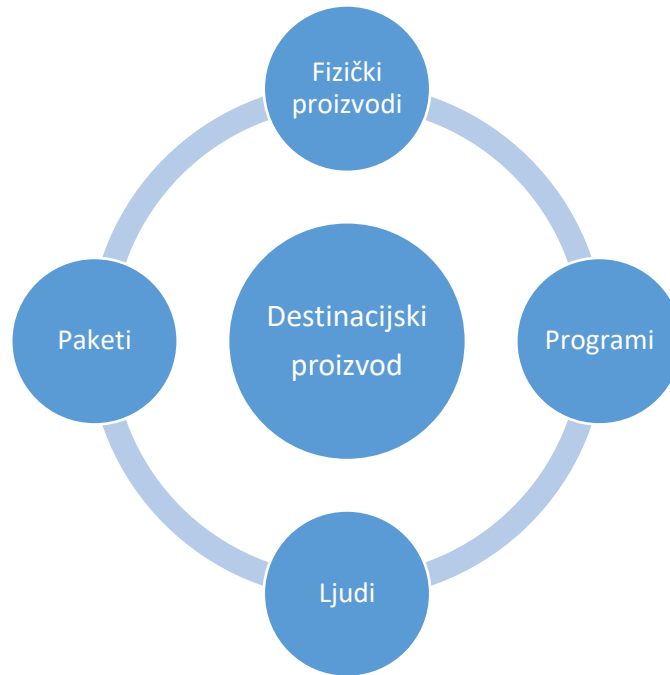 Fizički
proizvodi
Paketi
Destinacijski
proizvod
Programi
Ljudi